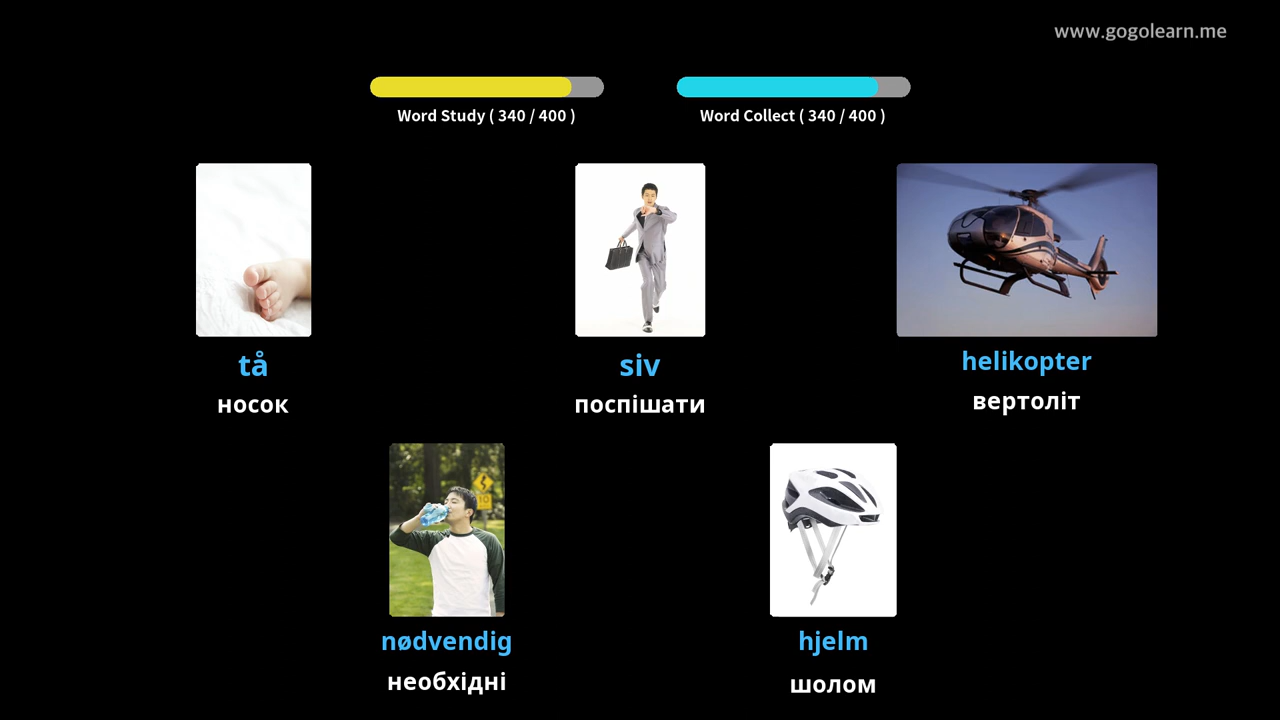 www.gogolearn.me
Word Study ( 340 / 400 )
Word Collect ( 340 / 400 )
tå
siv
helikopter
носок
поспішати
вертоліт
nødvendig
hjelm
необхідні
шолом